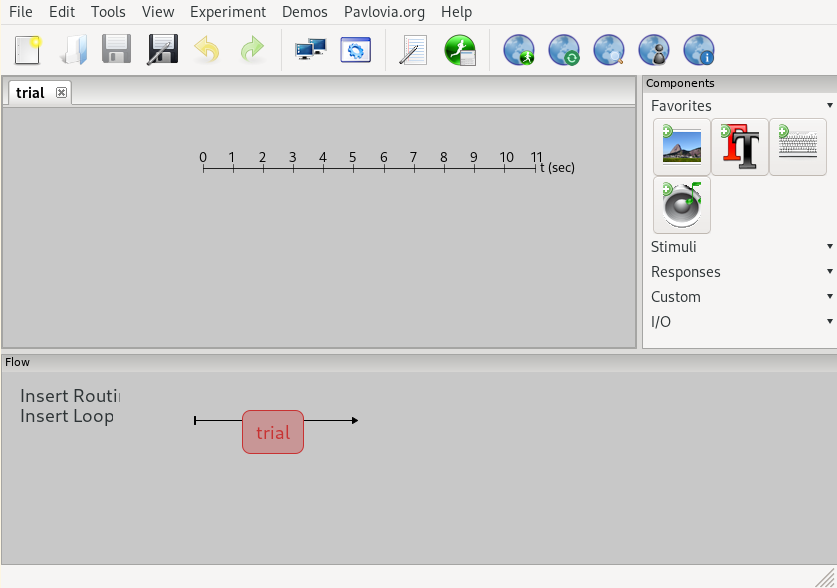 File Edit Tools View Experiment Demos Pavlovia.org Help
trial
0 1 2 3 4 5 6 7 8 9 10 11
t (sec)
Components
Favorites
Stimuli
Responses
Custom
I/O
Flow
Insert Routi
Insert Loop
trial